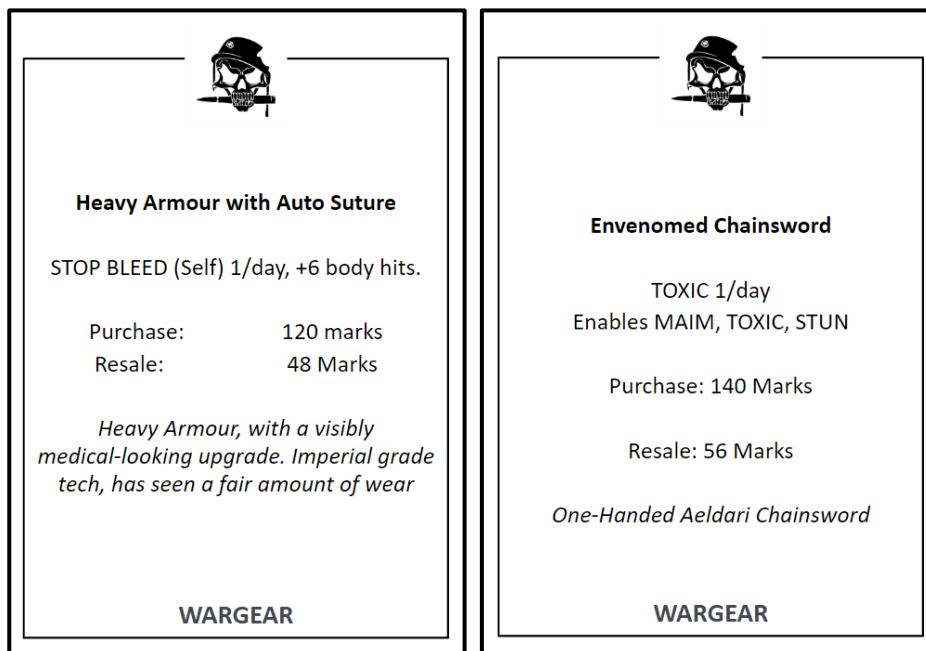 Heavy Armour with Auto Suture
STOP BLEED (Self) 1/day, +6 body hits.
Purchase: 120 marks
Resale: 48 Marks
Heavy Armour, with a visibly
medical-looking upgrade. Imperial grade
tech, has seen a fair amount of wear
WARGEAR
Envenomed Chainsword
TOXIC 1/day
Enables MAIM, TOXIC, STUN
Purchase: 140 Marks
Resale: 56 Marks
One-Handed Aeldari Chainsword
WARGEAR